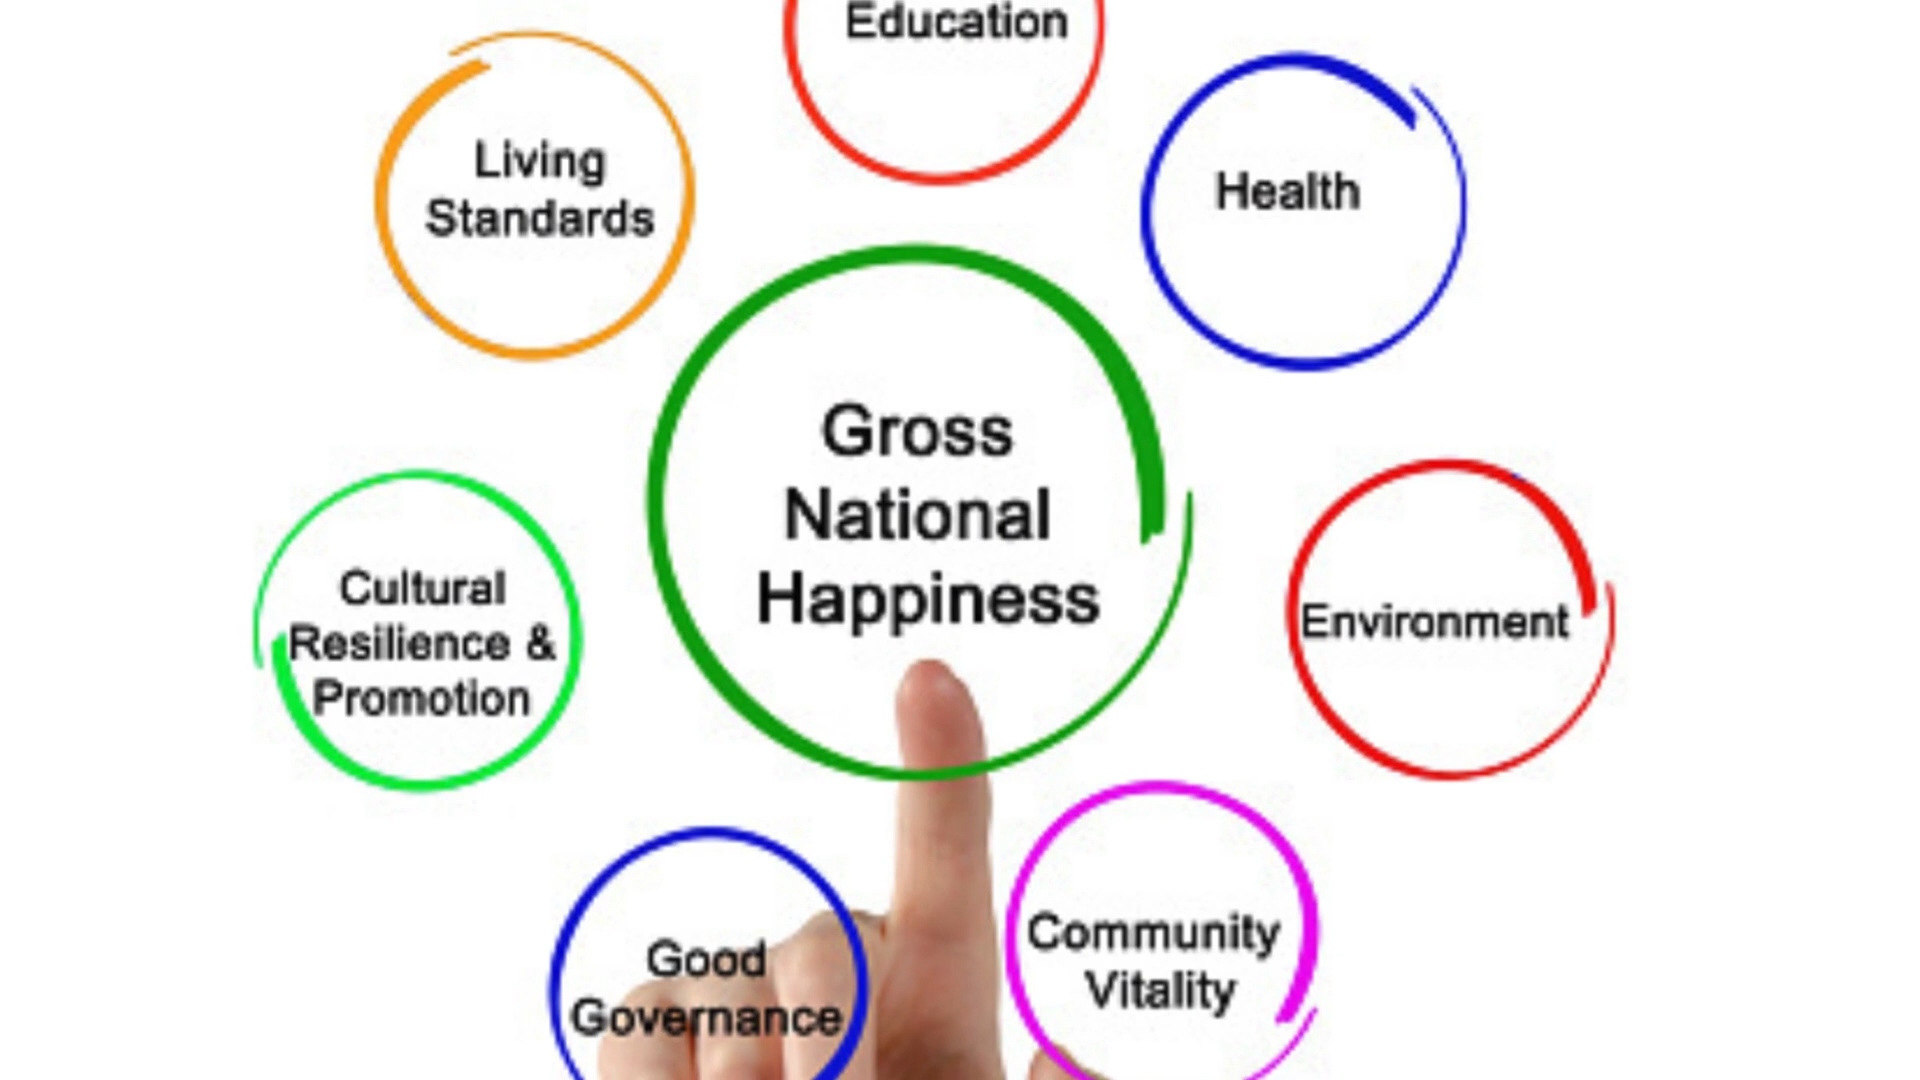 Education
Living
Standards
Health
Gross
National
Happiness
Cultural
Resilience &
Promotion
Environment
Community
Vitality
Good
Governance